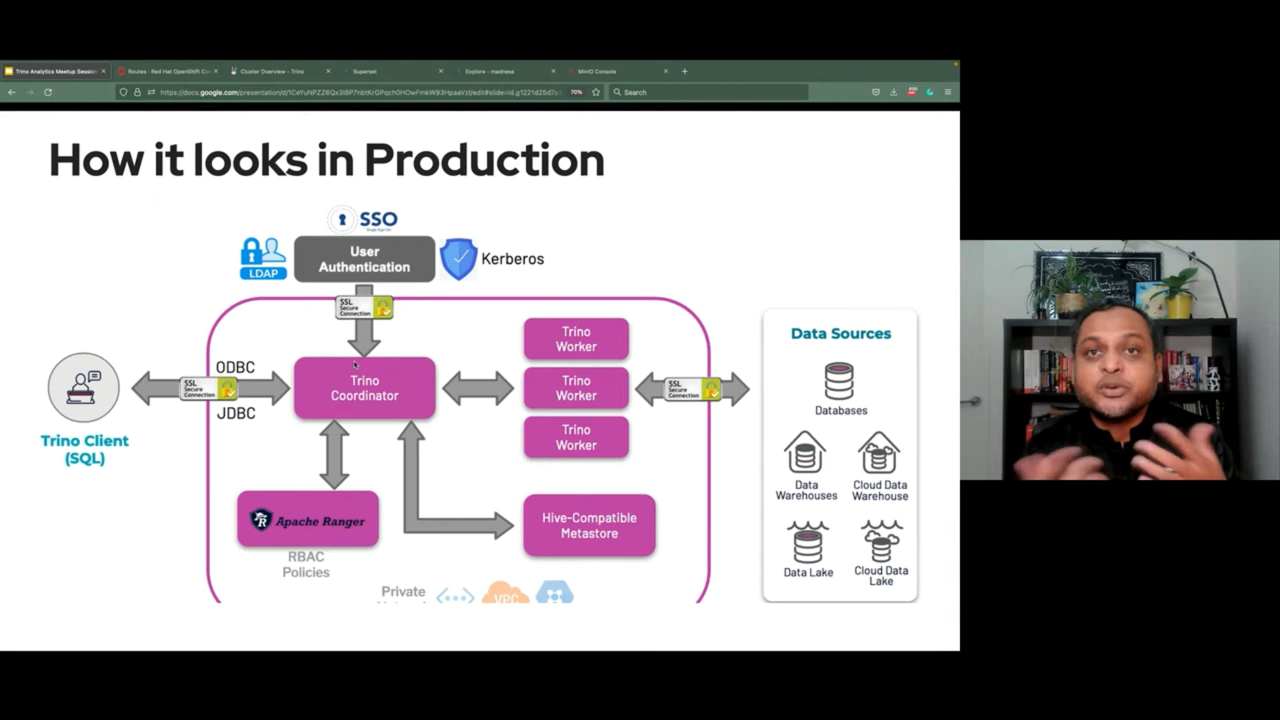 Trino Analytics Meetup Session
Routes · Red Hat OpenShift Co
Cluster Overview - Trino
Superset
Explore - madness
MinIO Console
70%
Search
How it looks in Production
SSO
LDAP
User
Authentication
Kerberos
SSL
Secure
Connection
ODBC
SSL
Secure
Connection
JDBC
Trino Client
(SQL)
Trino
Coordinator
Trino
Worker
Trino
Worker
Trino
Worker
SSL
Secure
Connection
Apache Ranger
RBAC
Policies
Hive-Compatible
Metastore
Private
VPC
Data Sources
Databases
Data
Warehouses
Cloud Data
Warehouse
Data Lake
Cloud Data
Lake